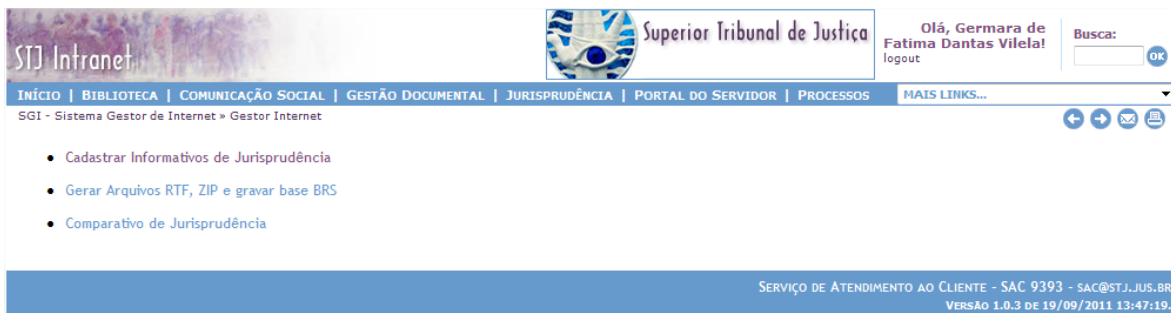 STJ Intranet
Superior Tribunal de Justiça
Olá, Germara de
Fatima Dantas Vilela!
logout
Busca:
OK
INÍCIO | BIBLIOTECA | COMUNICAÇÃO SOCIAL | GESTÃO DOCUMENTAL | JURISPRUDÊNCIA | PORTAL DO SERVIDOR | PROCESSOS
MAIS LINKS...
SGI - Sistema Gestor de Internet » Gestor Internet
• Cadastrar Informativos de Jurisprudência
• Gerar Arquivos RTF, ZIP e gravar base BRS
• Comparativo de Jurisprudência
SERVIÇO DE ATENDIMENTO AO CLIENTE - SAC 9393 - SAC@STJ.JUS.BR
VERSÃO 1.0.3 DE 19/09/2011 13:47:19.